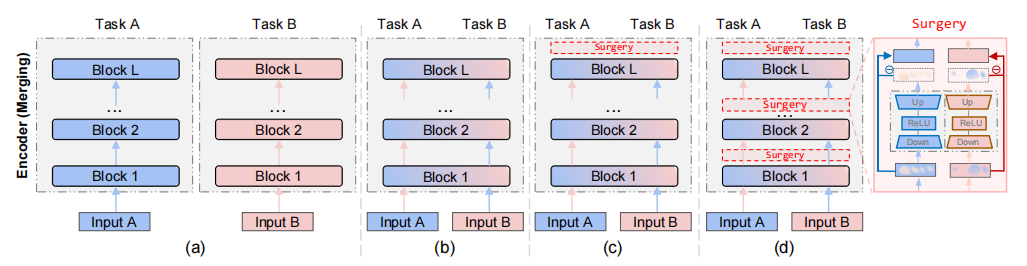 Task A
Task B
Task A
Task B
Task A
Task B
Task A
Task B
Surgery
Encoder (Merging)
Block L
...
Block 2
Block 1
Input A
Block L
...
Block 2
Block 1
Input B
(a)
Block L
...
Block 2
Block 1
Input A
Input B
(b)
Surgery
Block L
...
Block 2
Block 1
Input A
Input B
(c)
Surgery
Block L
Surgery
...
Block 2
Surgery
Block 1
Input A
Input B
(d)
Up
Up
ReLU
ReLU
Down
Down